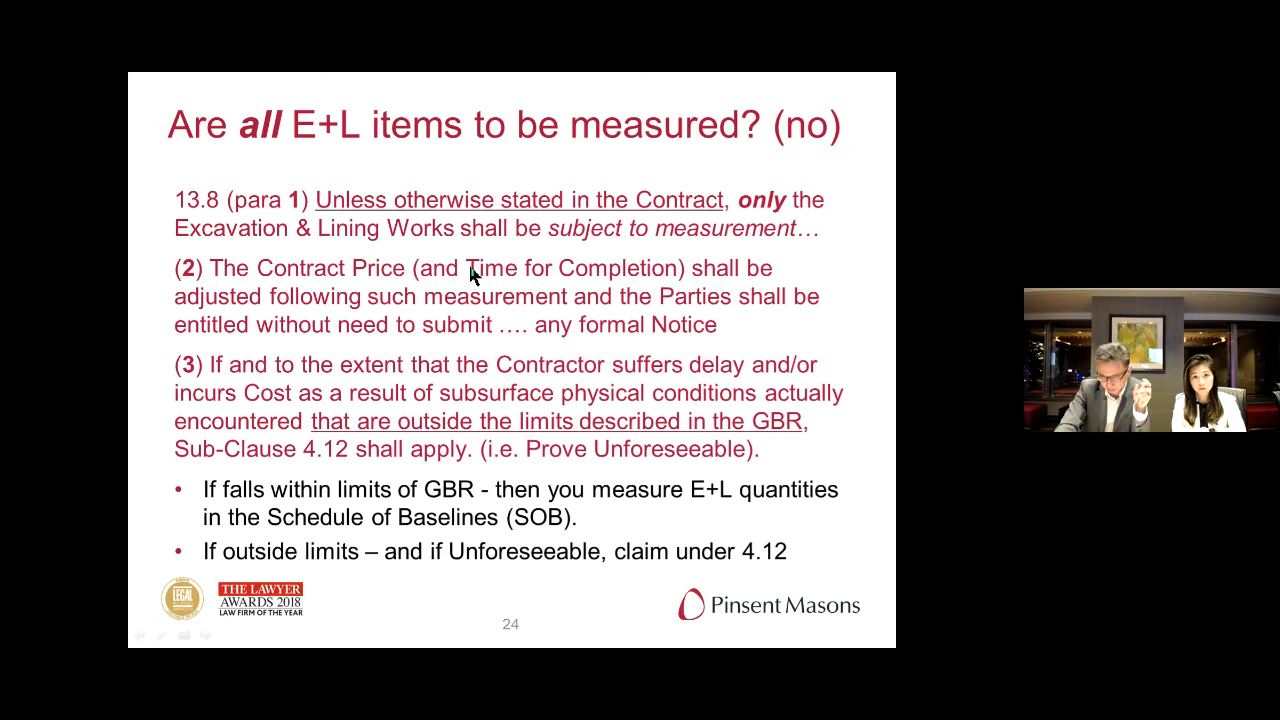 Are all E+L items to be measured? (no)
13.8 (para 1) Unless otherwise stated in the Contract, only the
Excavation & Lining Works shall be subject to measurement…
(2) The Contract Price (and Time for Completion) shall be
adjusted following such measurement and the Parties shall be
entitled without need to submit …. any formal Notice
(3) If and to the extent that the Contractor suffers delay and/or
incurs Cost as a result of subsurface physical conditions actually
encountered that are outside the limits described in the GBR,
Sub-Clause 4.12 shall apply. (i.e. Prove Unforeseeable).
• If falls within limits of GBR - then you measure E+L quantities
in the Schedule of Baselines (SOB).
• If outside limits – and if Unforeseeable, claim under 4.12
LEGAL
THE LAWYER
AWARDS 2018
LAW FIRM OF THE YEAR
Pinsent Masons
24